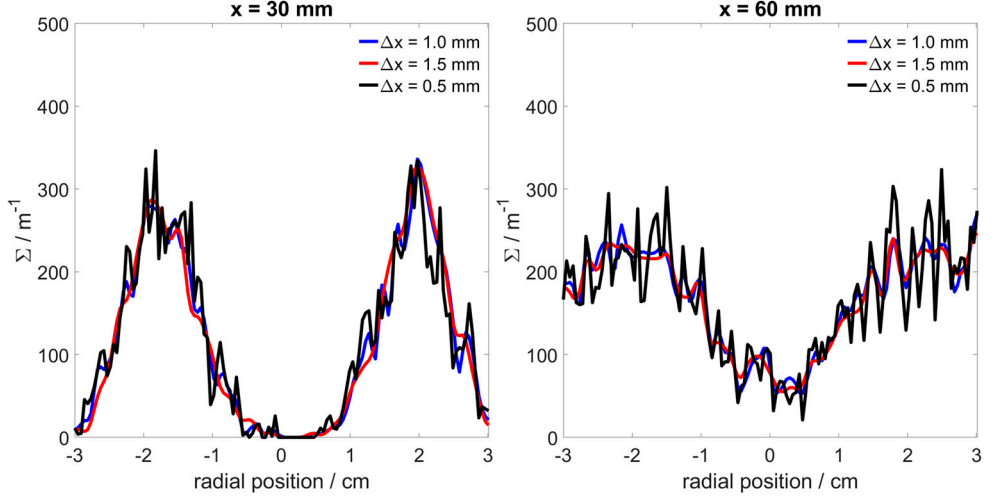 x = 30 mm
500
400
300
200
100
0
Σ / m⁻¹
Δx = 1.0 mm
Δx = 1.5 mm
Δx = 0.5 mm
-3 -2 -1 0 1 2 3
radial position / cm
x = 60 mm
500
400
300
200
100
0
Σ / m⁻¹
Δx = 1.0 mm
Δx = 1.5 mm
Δx = 0.5 mm
-3 -2 -1 0 1 2 3
radial position / cm